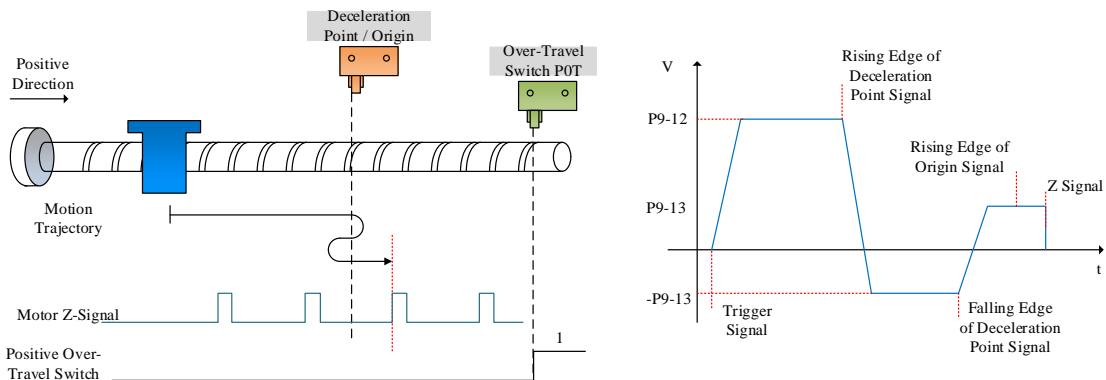 Deceleration
Point / Origin
Over-Travel
Switch P0T
Positive
Direction
Motion
Trajectory
Motor Z-Signal
Positive Over-
Travel Switch
1
V
P9-12
P9-13
-P9-13
Rising Edge of
Deceleration
Point Signal
Rising Edge of
Origin Signal
Z Signal
t
Trigger
Signal
Falling Edge
of Deceleration
Point Signal